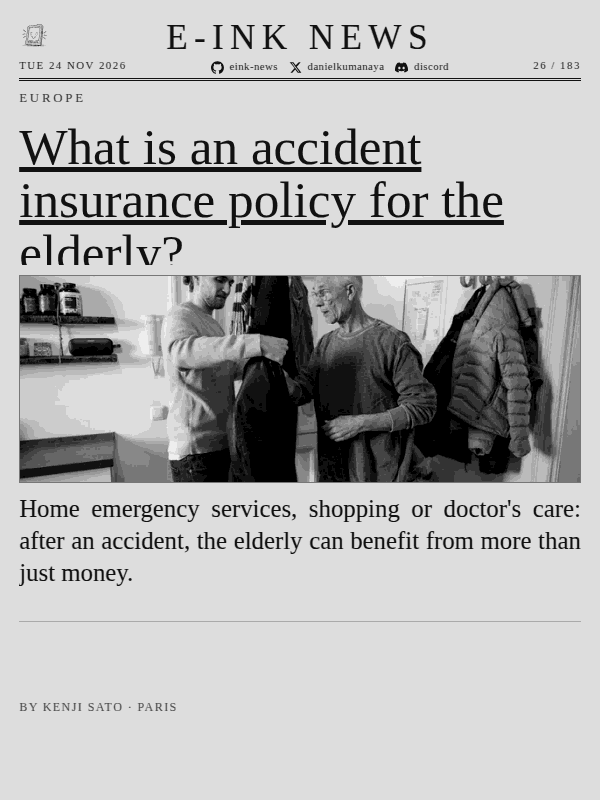 E-INK NEWS
TUE 24 NOV 2026
eink-news danielkumanaya discord
26 / 183
EUROPE
What is an accident
insurance policy for the
elderly?
Home emergency services, shopping or doctor's care:
after an accident, the elderly can benefit from more than
just money.
BY KENJI SATO · PARIS